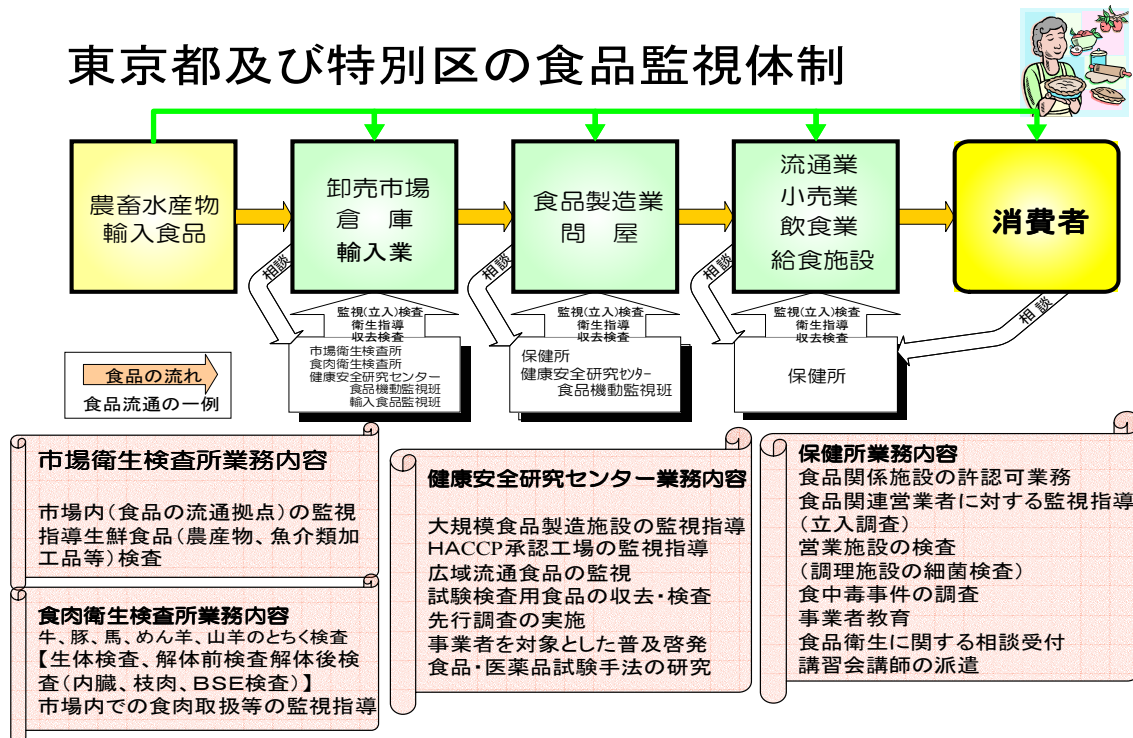 東京都及び特別区の食品監視体制
農畜水産物
輸入食品
卸売市場
倉　庫
輸入業
食品製造業
問　屋
流通業
小売業
飲食業
給食施設
消費者
相談
相談
相談
相談
監視(立入)検査
衛生指導
収去検査
監視(立入)検査
衛生指導
収去検査
監視(立入)検査
衛生指導
収去検査
市場衛生検査所
食肉衛生検査所
健康安全研究センター
食品機動監視班
輸入食品監視班
保健所
健康安全研究センター
食品機動監視班
保健所
食品の流れ
食品流通の一例
市場衛生検査所業務内容
市場内(食品の流通拠点)の監視
指導生鮮食品(農産物、魚介類加
工品等)検査
食肉衛生検査所業務内容
牛、豚、馬、めん羊、山羊のとちく検査
【生体検査、解体前検査解体後検
査(内臓、枝肉、BSE検査)】
市場内での食肉取扱等の監視指導
健康安全研究センター業務内容
大規模食品製造施設の監視指導
HACCP承認工場の監視指導
広域流通食品の監視
試験検査用食品の収去・検査
先行調査の実施
事業者を対象とした普及啓発
食品・医薬品試験手法の研究
保健所業務内容
食品関係施設の許認可業務
食品関連営業者に対する監視指導
(立入調査)
営業施設の検査
(調理施設の細菌検査)
食中毒事件の調査
事業者教育
食品衛生に関する相談受付
講習会講師の派遣